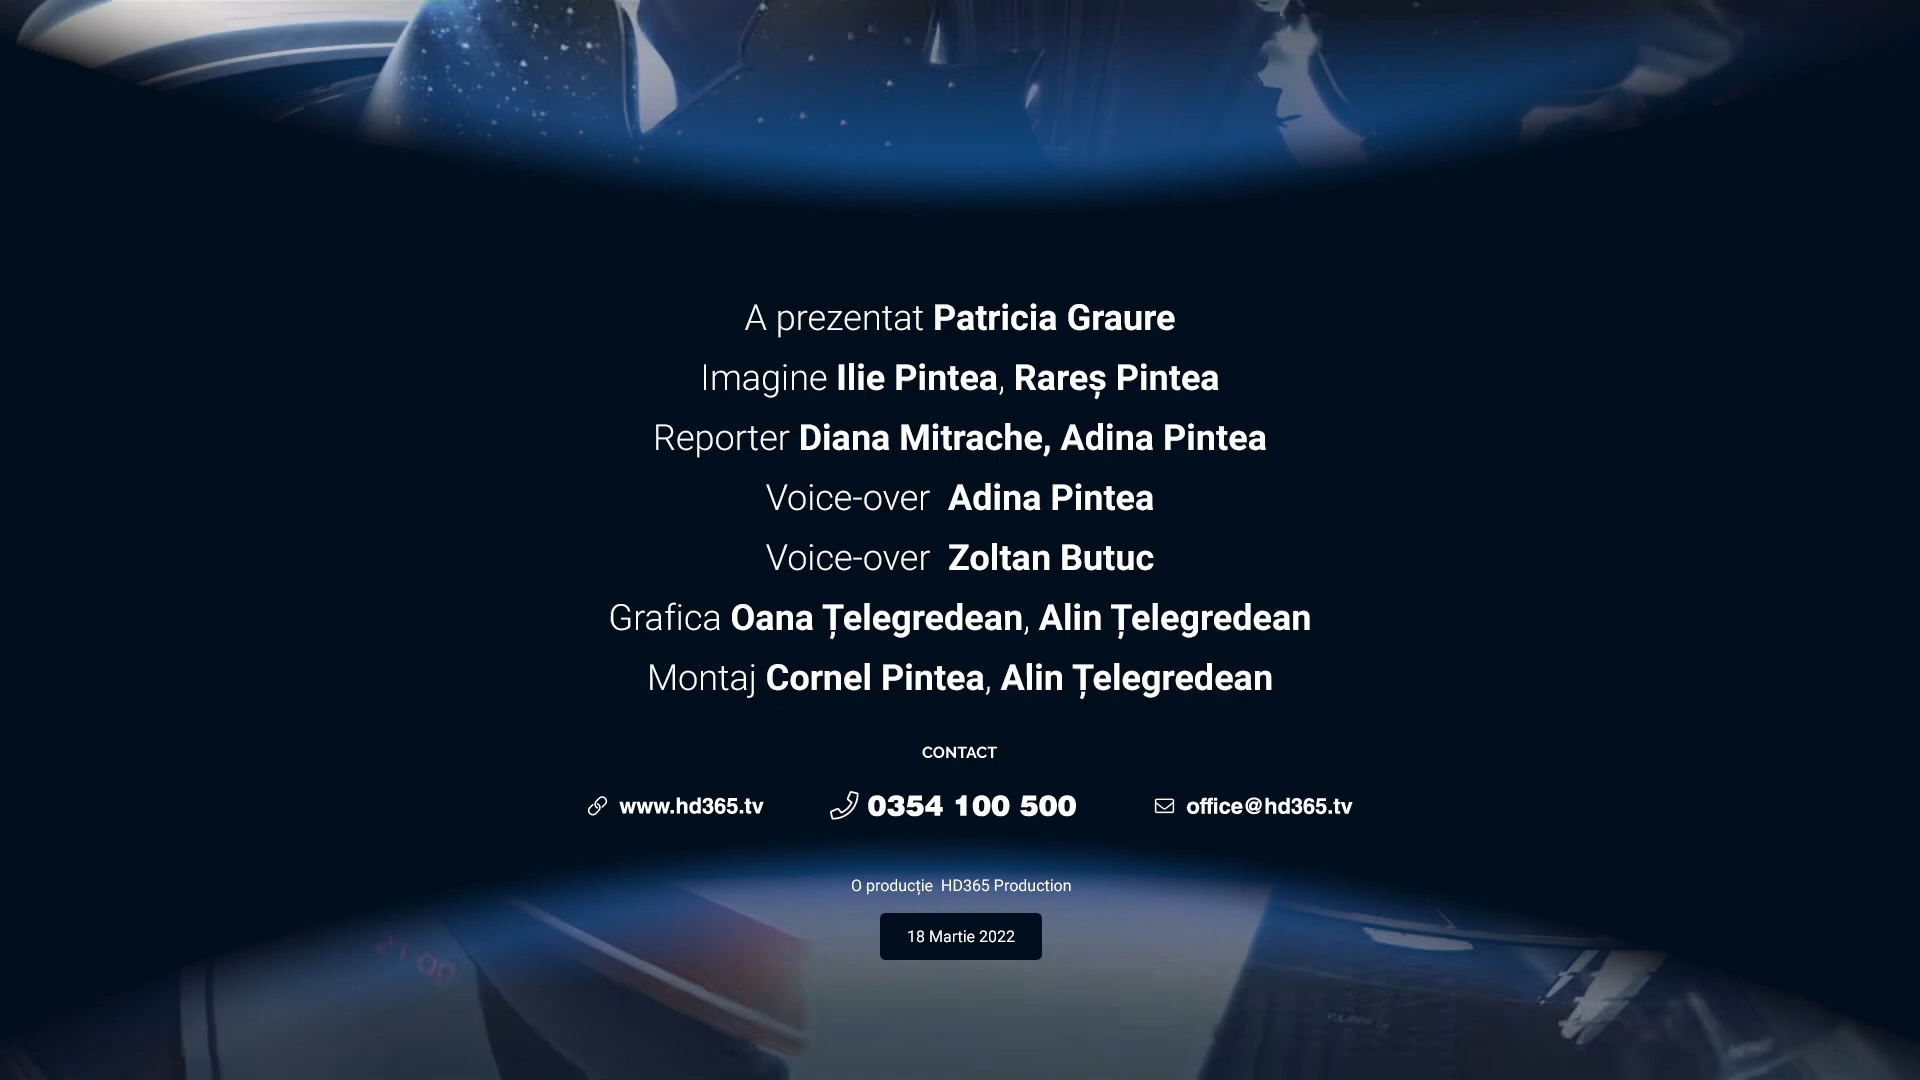 A prezentat Patricia Graure
Imagine Ilie Pintea, Rareș Pintea
Reporter Diana Mitrache, Adina Pintea
Voice-over Adina Pintea
Voice-over Zoltan Butuc
Grafica Oana Țelegredean, Alin Țelegredean
Montaj Cornel Pintea, Alin Țelegredean
CONTACT
www.hd365.tv 0354 100 500 office@hd365.tv
O producție HD365 Production
18 Martie 2022
21:00